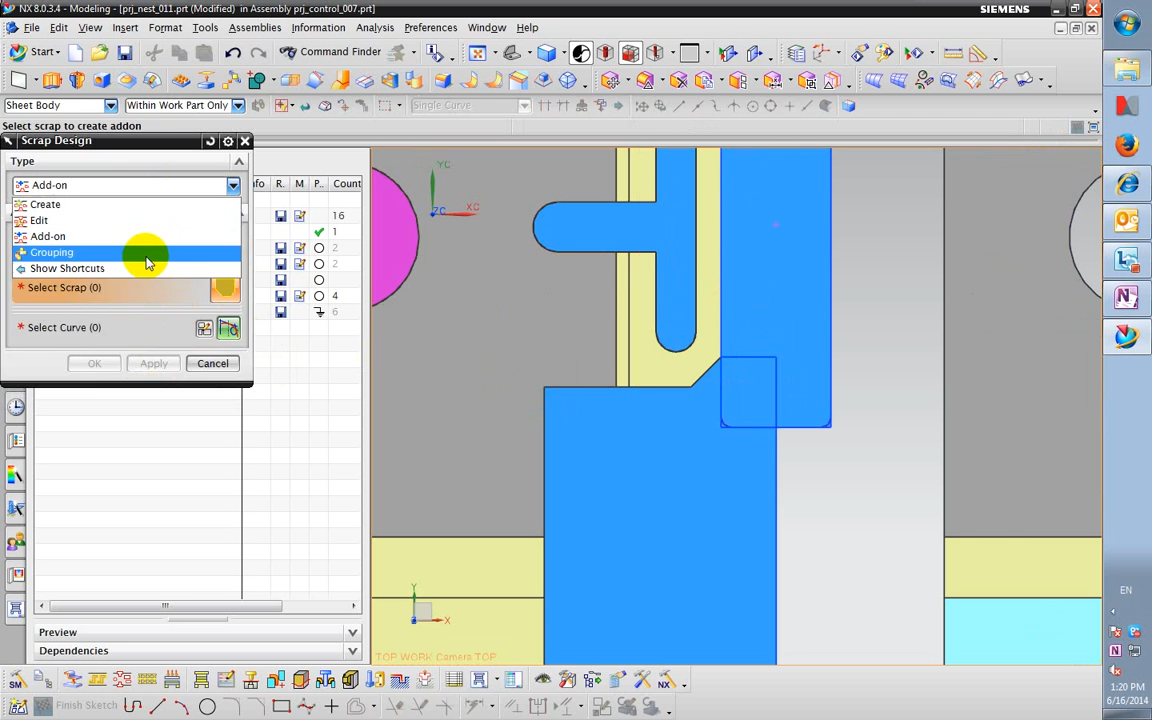 NX 8.0.3.4 - Modeling - [prj_nest_011.prt (Modified)  in Assembly prj_control_007.prt]
SIEMENS
File Edit View Insert Format Tools Assemblies Information Analysis Preferences Window Help
Start Command Finder
Sheet Body Within Work Part Only Single Curve
Select scrap to create addon
Scrap Design
Type
Add-on
Create
Edit
Add-on
Grouping
Show Shortcuts
* Select Scrap (0)
* Select Curve (0)
OK Apply Cancel
nfo R. M P.. Count
16
1
2
2
4
6
Preview
Dependencies
YC
ZC XC
Y
X
TOP WORK Camera TOP
Finish Sketch
EN
1:20 PM
6/16/2014